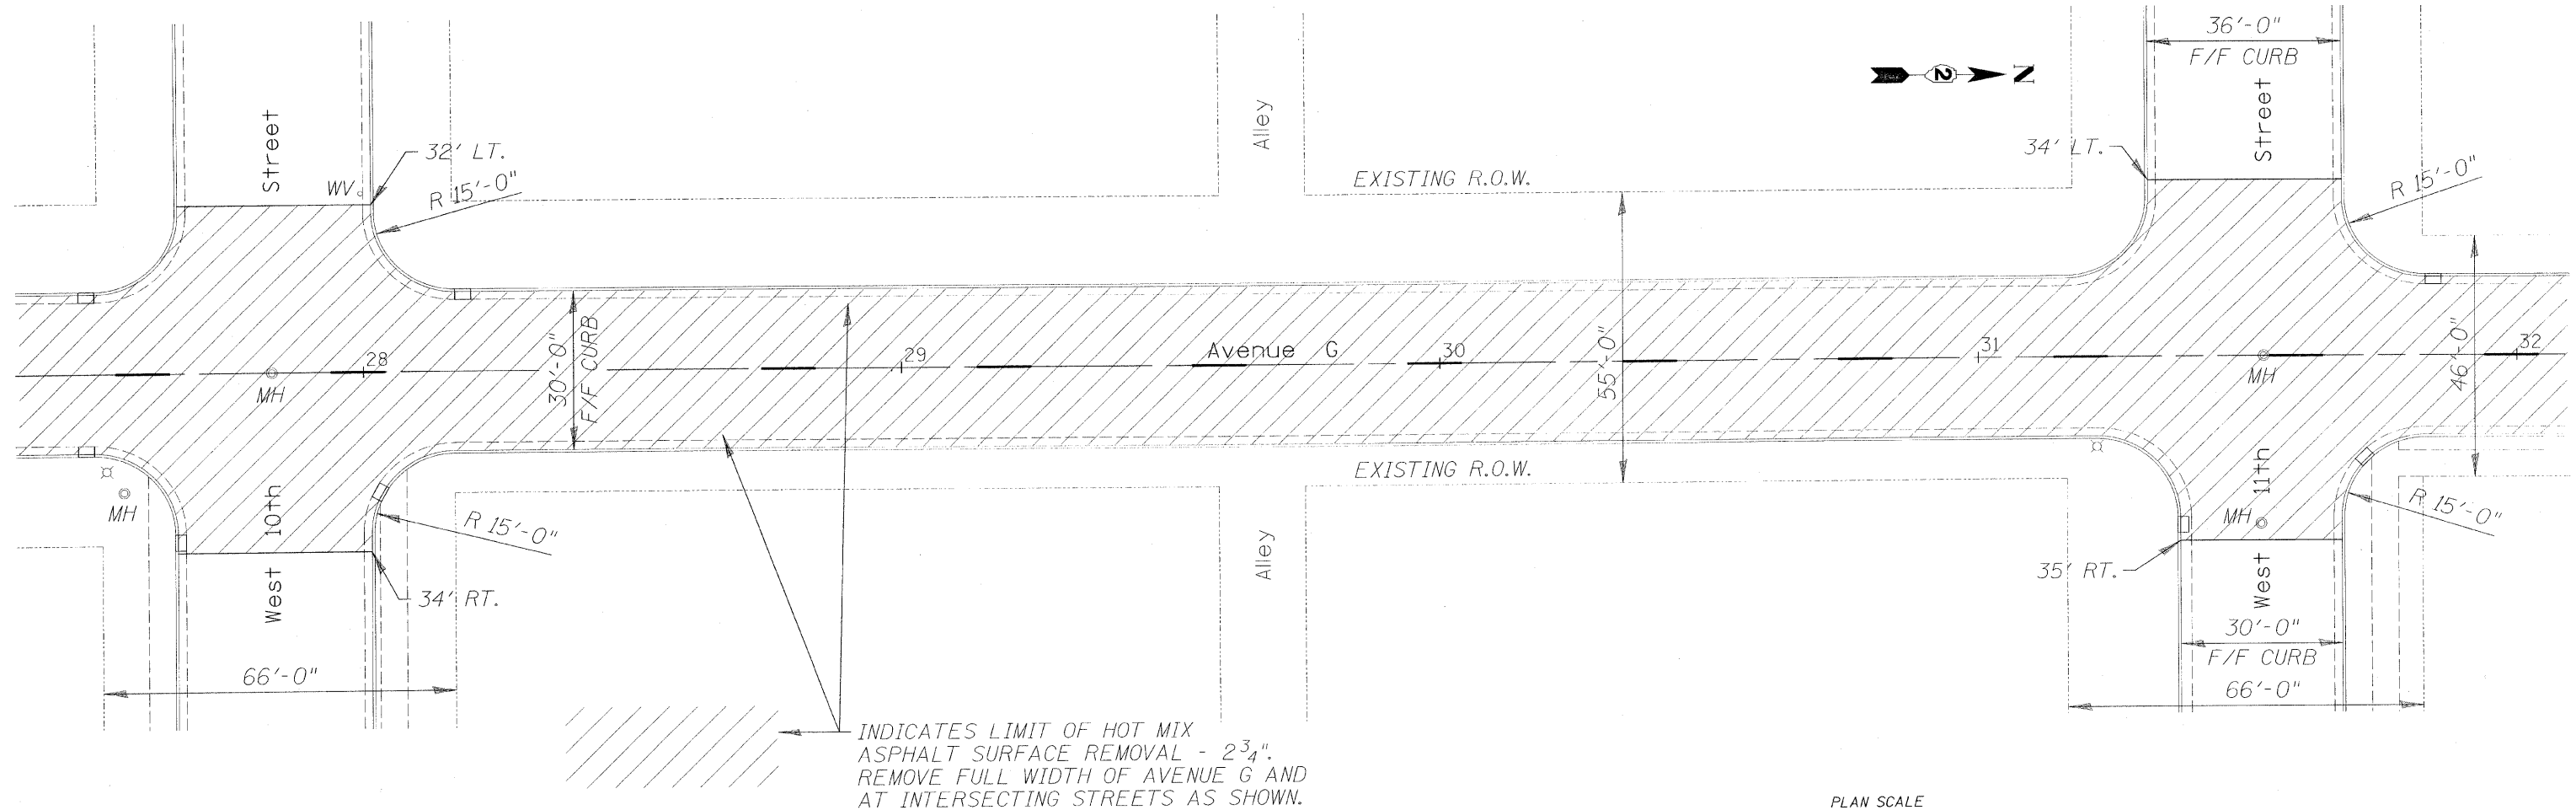 36'-0"
F/F CURB
N
2
Street
Alley
Street
32' LT.
34' LT.
WV
R 15'-0"
EXISTING R.O.W.
R 15'-0"
28
29
Avenue G
30
31
32
MH
30'-0"
F/F CURB
55'-0"
MH
46'-0"
EXISTING R.O.W.
MH
West 10th
R 15'-0"
Alley
West 11th
MH
R 15'-0"
34' RT.
35' RT.
30'-0"
F/F CURB
66'-0"
66'-0"
INDICATES LIMIT OF HOT MIX
ASPHALT SURFACE REMOVAL - 2 3/4".
REMOVE FULL WIDTH OF AVENUE G AND
AT INTERSECTING STREETS AS SHOWN.
PLAN SCALE